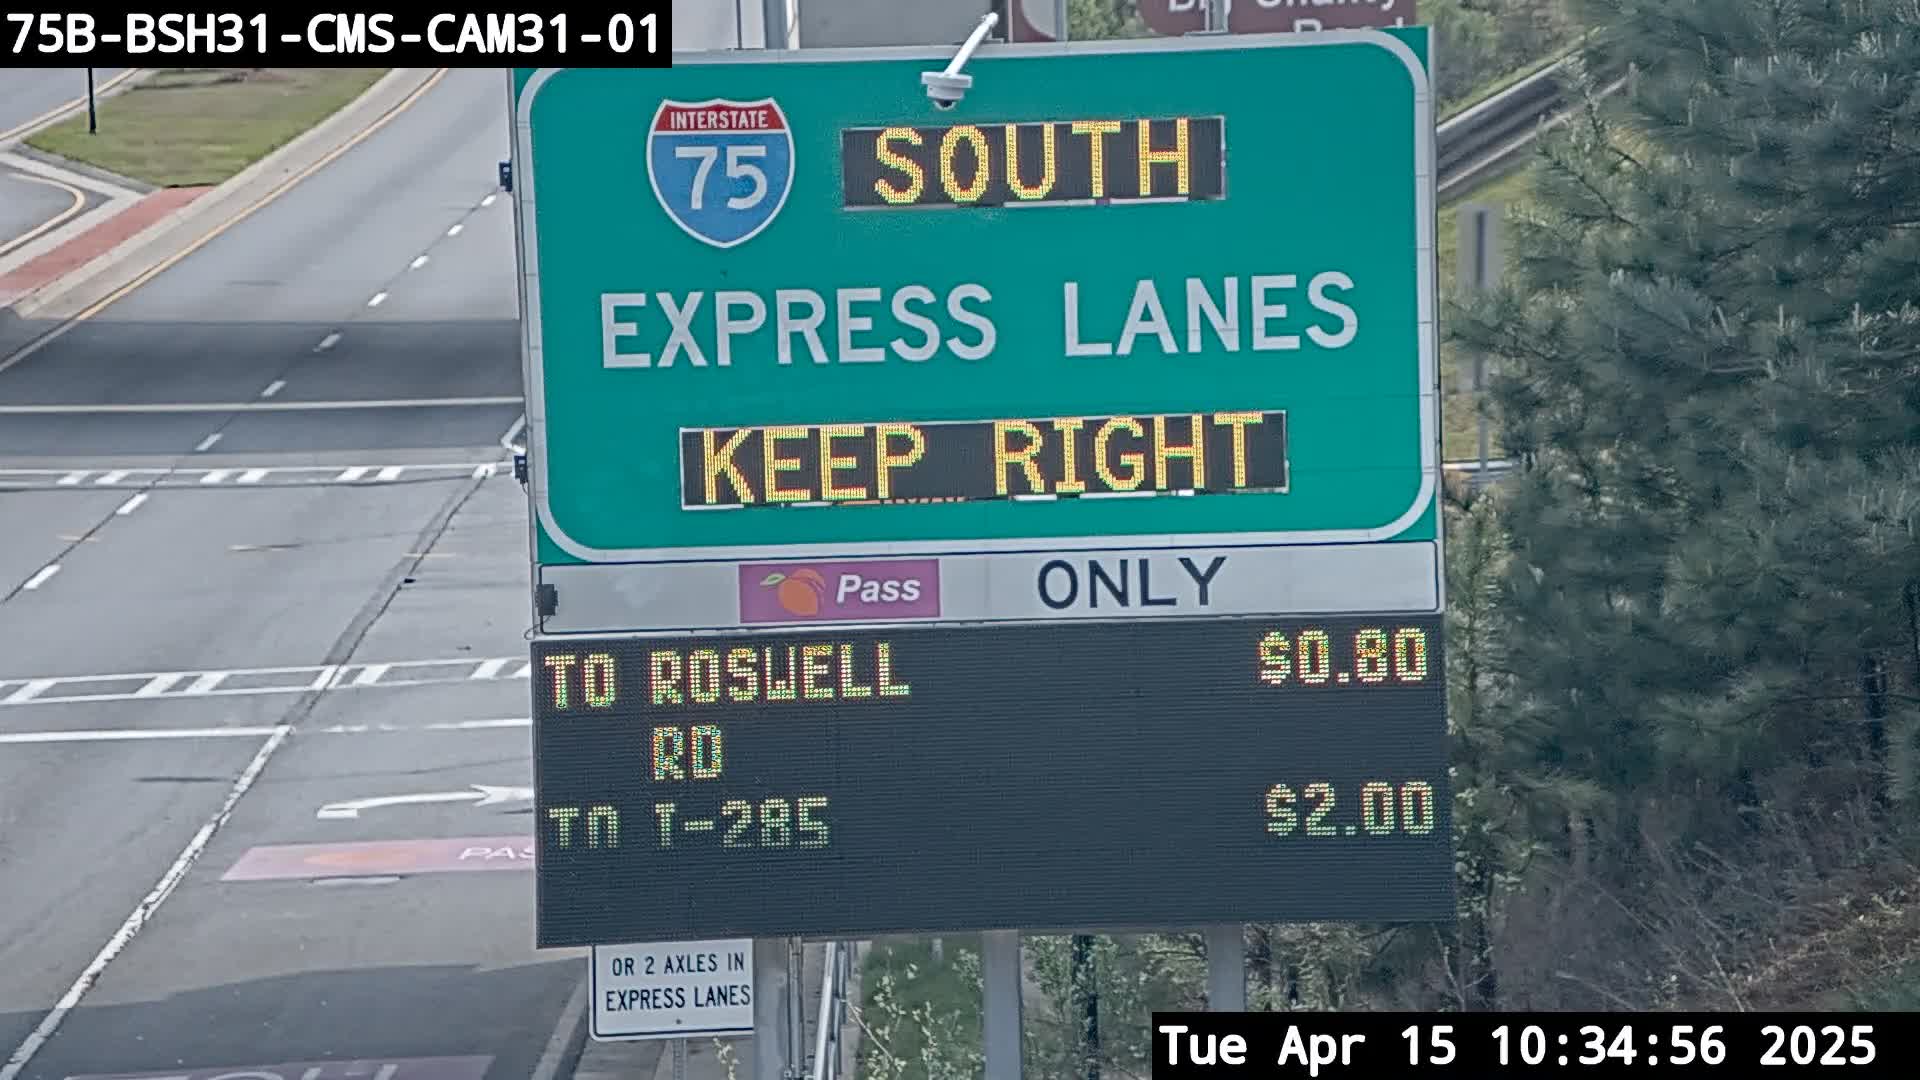 75B-BSH31-CMS-CAM31-01
Road
INTERSTATE
75
SOUTH
EXPRESS LANES
KEEP RIGHT
Pass ONLY
TO ROSWELL $0.80
RD
TO I-285 $2.00
OR 2 AXLES IN
EXPRESS LANES
Tue Apr 15 10:34:56 2025